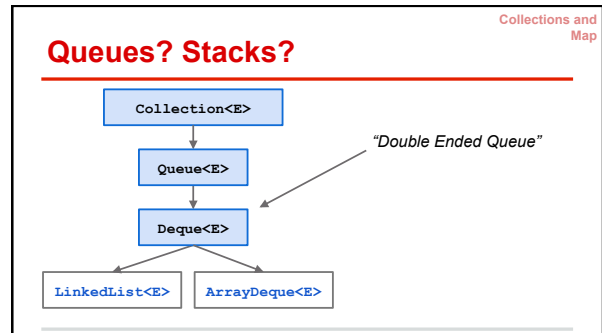 Collections and
Map
Queues? Stacks?
Collection<E>
“Double Ended Queue”
Queue<E>
Deque<E>
LinkedList<E> ArrayDeque<E>